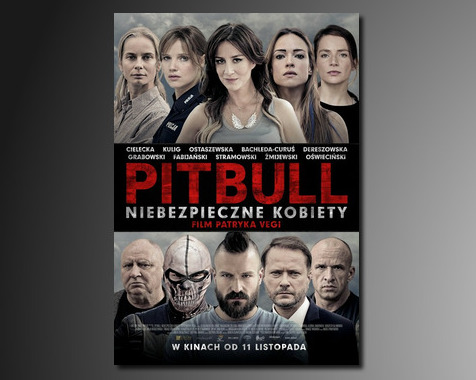 CIELECKA KULIG OSTASZEWSKA BACHLEDA-CURUŚ DERESZOWSKA
GRABOWSKI FABIJAŃSKI STRAMOWSKI ŻMIJEWSKI OŚWIECIŃSKI
PITBULL
NIEBEZPIECZNE KOBIETY
FILM PATRYKA VEGI
W KINACH OD 11 LISTOPADA